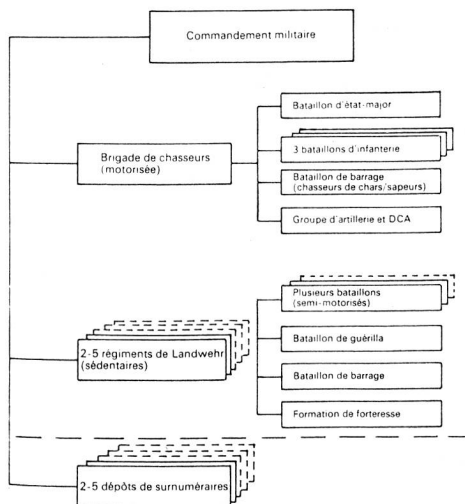 Commandement militaire
Brigade de chasseurs
(motorisée)
Bataillon d'état-major
3 bataillons d'infanterie
Bataillon de barrage
(chasseurs de chars/sapeurs)
Groupe d'artillerie et DCA
2-5 régiments de Landwehr
(sédentaires)
Plusieurs bataillons
(semi-motorisés)
Bataillon de guérilla
Bataillon de barrage
Formation de forteresse
2-5 dépôts de surnuméraires